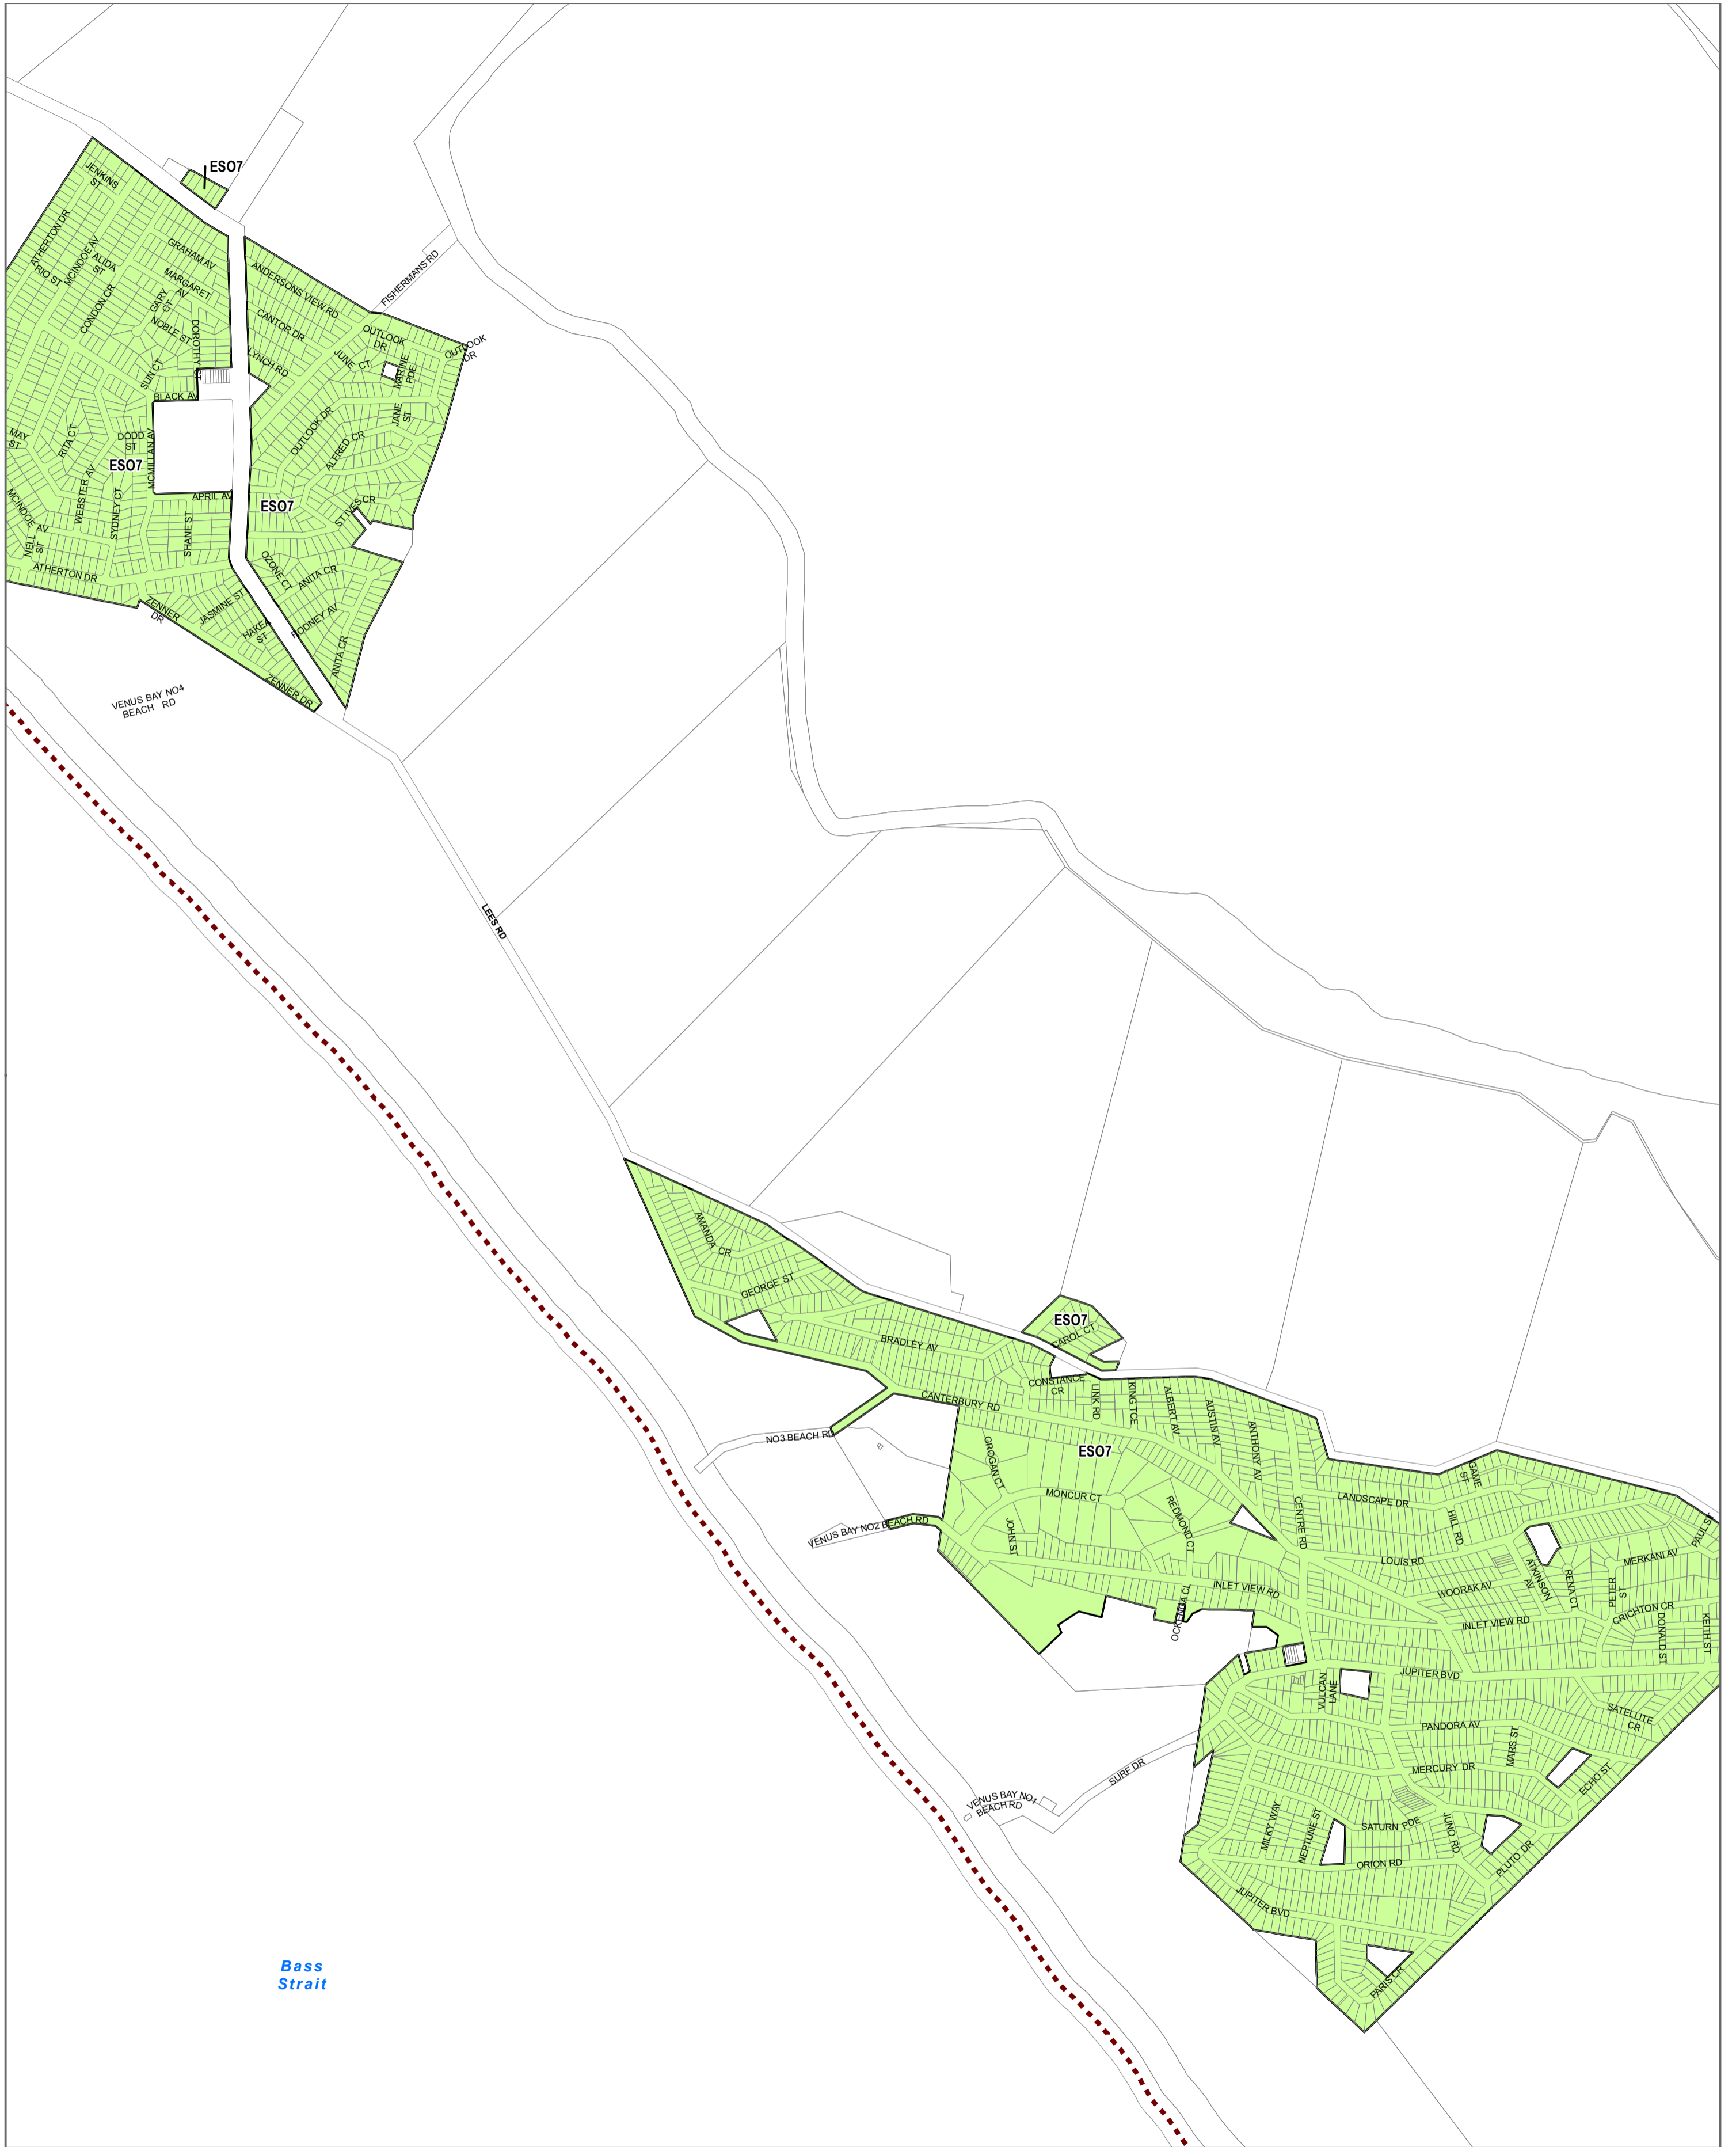 ESO7
JENKINS
ST
ATHERTON DR
MCINDOE AV
ALIDA
ST
RIO ST
GRAHAM AV
MARGARET
AV
GARY
CT
CONDON CR
NOBLE ST
DOROTHY ST
SUN CT
BLACK AV
ANDERSONS VIEW RD
FISHERMANS RD
CANTOR DR
LYNCH RD
OUTLOOK
DR
OUTLOOK
DR
JUNE CT
MARINE
PDE
JANE
ST
OUTLOOK DR
ALFRED CR
MAY
ST
RITA CT
DODD
ST
MCMILLAN AV
ESO7
WEBSTER AV
SYDNEY CT
APRIL AV
ESO7
ST IVES CR
SHANE ST
MCINDOE AV
NELL
ST
ATHERTON DR
OZONE CT
ANITA CR
ZENNER
DR
JASMINE ST
HAKEA
ST
RODNEY AV
ANITA CR
ZENNER DR
VENUS BAY NO4
BEACH RD
LEES RD
AMANDA CR
GEORGE ST
BRADLEY AV
ESO7
CAROL CT
CONSTANCE
CR
LINK RD
KING TCE
ALBERT AV
AUSTIN AV
ANTHONY AV
CANTERBURY RD
NO3 BEACH RD
GROGAN CT
ESO7
MONCUR CT
REDMOND CT
CENTRE RD
LANDSCAPE DR
GAME
ST
HILL RD
PAUL ST
VENUS BAY NO2 BEACH RD
JOHN ST
LOUIS RD
MERKANI AV
ATKINSON
AV
RENA CT
PETER
ST
WOORAK AV
INLET VIEW RD
OCKENGA CL
INLET VIEW RD
CRICHTON CR
DONALD ST
KEITH ST
JUPITER BVD
VULCAN
LANE
SATELLITE
CR
PANDORA AV
MARS ST
MERCURY DR
ECHO ST
SURF DR
VENUS BAY NO1
BEACH RD
MILKY WAY
NEPTUNE ST
SATURN PDE
JUNO RD
ORION RD
PLUTO DR
JUPITER BVD
PARIS CR
Bass
Strait